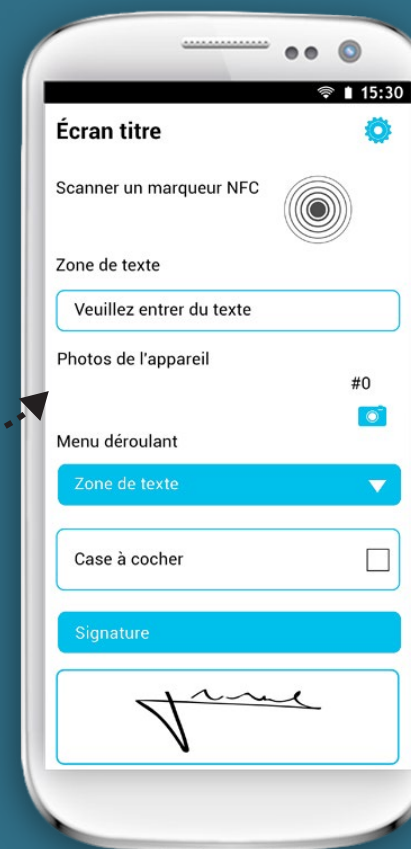 15:30
Écran titre
Scanner un marqueur NFC
Zone de texte
Veuillez entrer du texte
Photos de l'appareil
#0
Menu déroulant
Zone de texte
Case à cocher
Signature